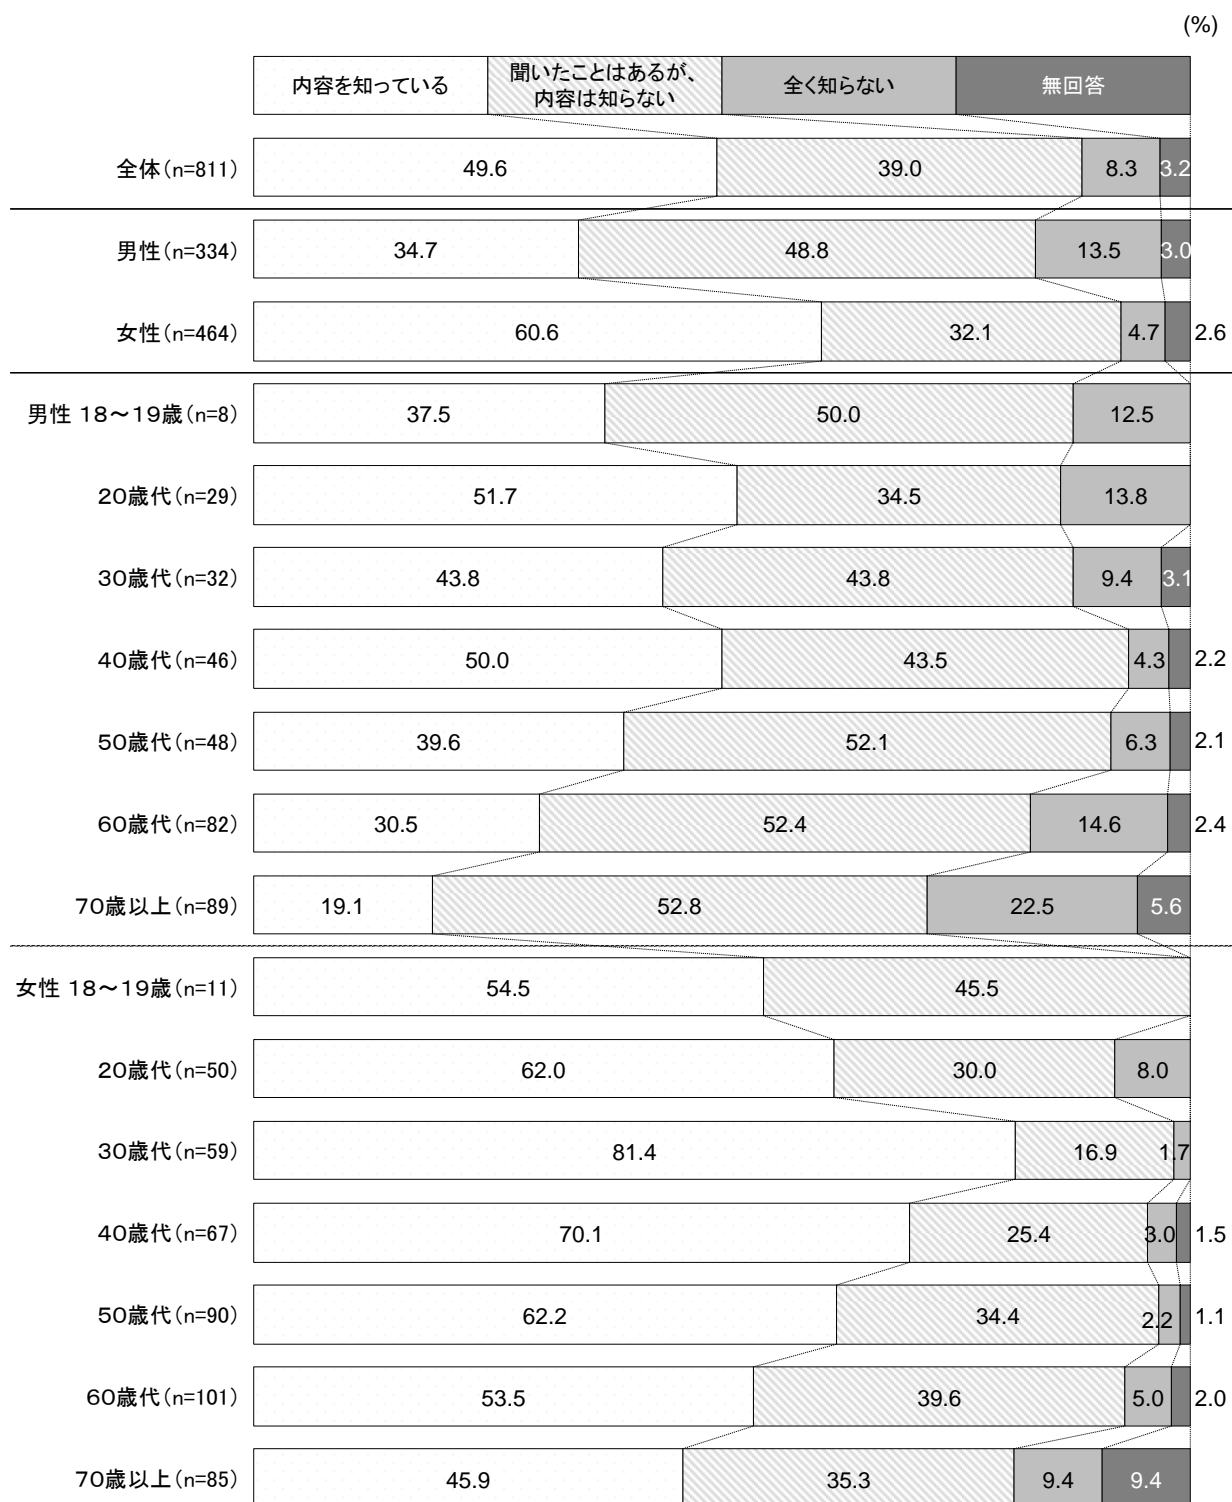 (%)
内容を知っている 聞いたことはあるが、 全く知らない 無回答
内容は知らない
全体(n=811) 49.6 39.0 8.3 3.2
男性(n=334) 34.7 48.8 13.5 3.0
女性(n=464) 60.6 32.1 4.7 2.6
男性 18～19歳(n=8) 37.5 50.0 12.5
20歳代(n=29) 51.7 34.5 13.8
30歳代(n=32) 43.8 43.8 9.4 3.1
40歳代(n=46) 50.0 43.5 4.3 2.2
50歳代(n=48) 39.6 52.1 6.3 2.1
60歳代(n=82) 30.5 52.4 14.6 2.4
70歳以上(n=89) 19.1 52.8 22.5 5.6
女性 18～19歳(n=11) 54.5 45.5
20歳代(n=50) 62.0 30.0 8.0
30歳代(n=59) 81.4 16.9 1.7
40歳代(n=67) 70.1 25.4 3.0 1.5
50歳代(n=90) 62.2 34.4 2.2 1.1
60歳代(n=101) 53.5 39.6 5.0 2.0
70歳以上(n=85) 45.9 35.3 9.4 9.4